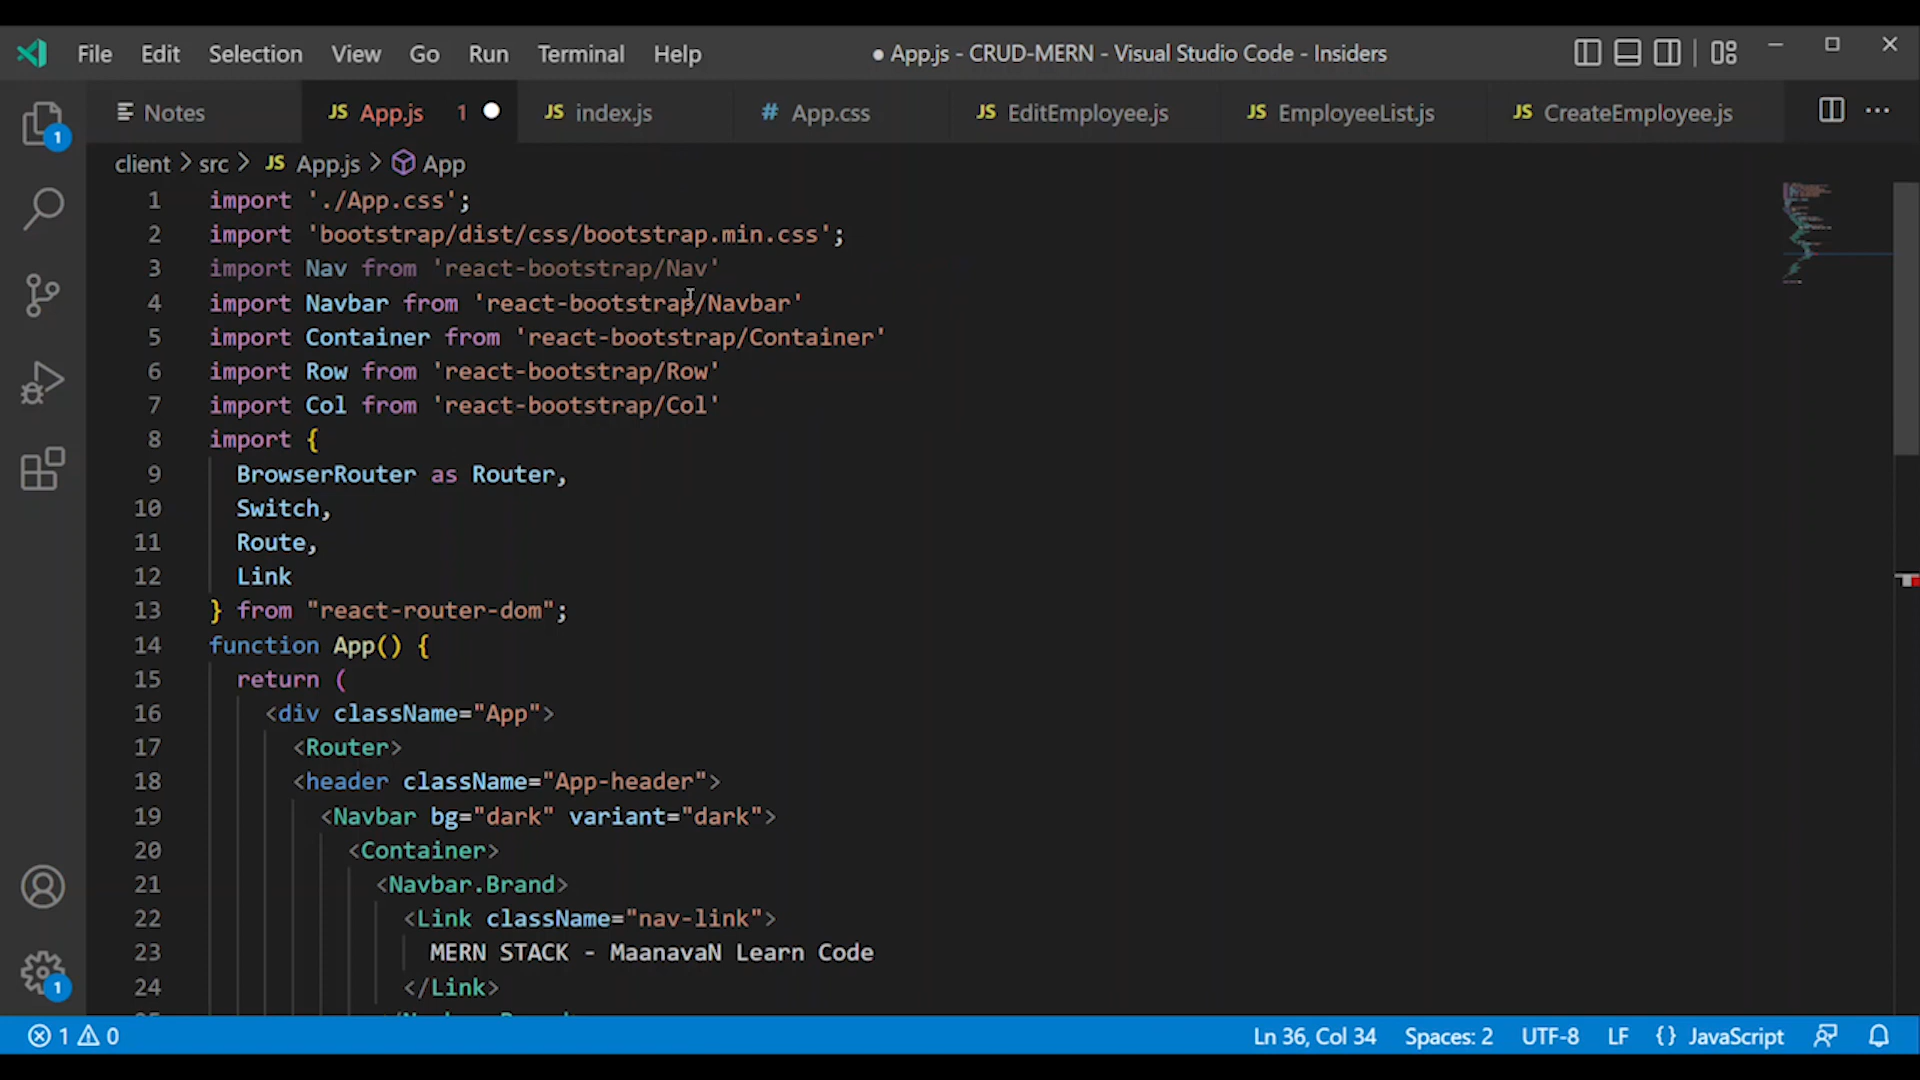 File Edit Selection View Go Run Terminal Help ● App.js - CRUD-MERN - Visual Studio Code - Insiders
1 Notes JS App.js 1 JS index.js # App.css JS EditEmployee.js JS EmployeeList.js JS CreateEmployee.js ...
client > src > JS App.js > App
1 import './App.css';
2 import 'bootstrap/dist/css/bootstrap.min.css';
3 import Nav from 'react-bootstrap/Nav'
4 import Navbar from 'react-bootstrap/Navbar'
5 import Container from 'react-bootstrap/Container'
6 import Row from 'react-bootstrap/Row'
7 import Col from 'react-bootstrap/Col'
8 import {
9 BrowserRouter as Router,
10 Switch,
11 Route,
12 Link
13 } from "react-router-dom";
14 function App() {
15 return (
16 <div className="App">
17 <Router>
18 <header className="App-header">
19 <Navbar bg="dark" variant="dark">
20 <Container>
21 <Navbar.Brand>
22 <Link className="nav-link">
23 MERN STACK - MaanavaN Learn Code
24 </Link>
1
1 0 Ln 36, Col 34 Spaces: 2 UTF-8 LF {} JavaScript